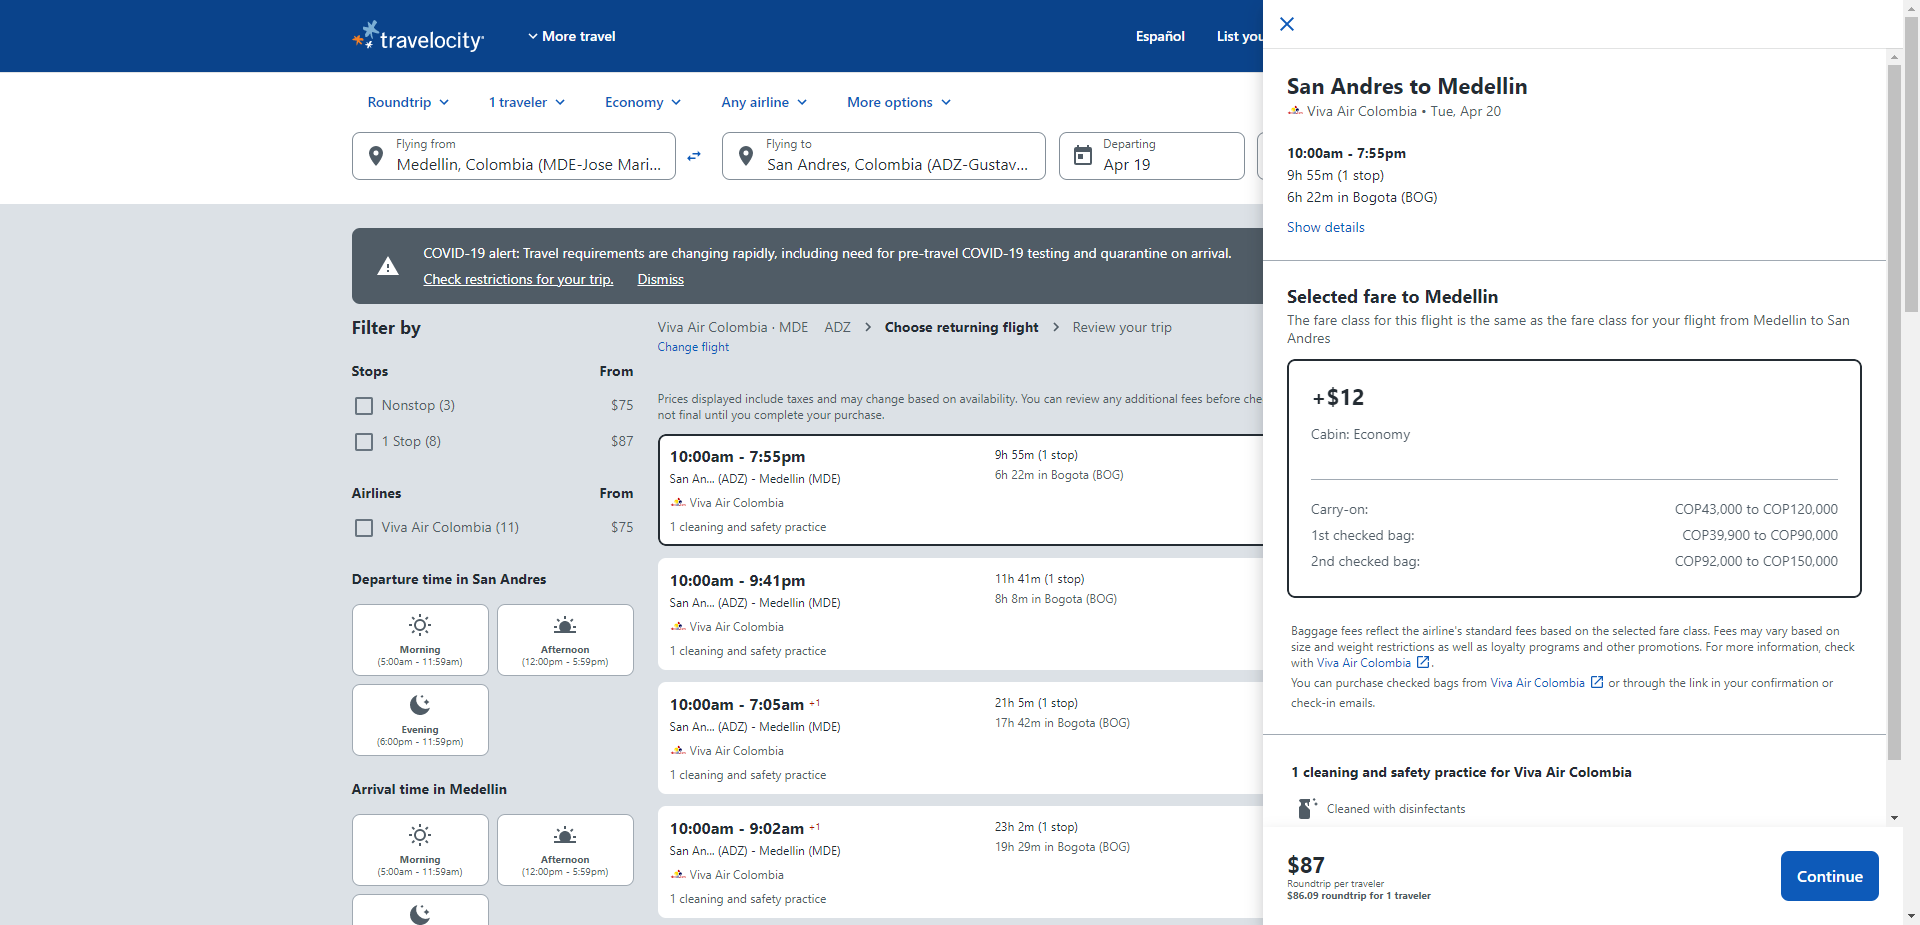 travelocity
More travel
Español
List you
Roundtrip
1 traveler
Economy
Any airline
More options
Flying from
Medellin, Colombia (MDE-Jose Mari...
Flying to
San Andres, Colombia (ADZ-Gustav...
Departing
Apr 19
COVID-19 alert: Travel requirements are changing rapidly, including need for pre-travel COVID-19 testing and quarantine on arrival.
Check restrictions for your trip.
Dismiss
Filter by
Stops
From
Nonstop (3)
$75
1 Stop (8)
$87
Airlines
From
Viva Air Colombia (11)
$75
Departure time in San Andres
Morning
(5:00am - 11:59am)
Afternoon
(12:00pm - 5:59pm)
Evening
(6:00pm - 11:59pm)
Arrival time in Medellin
Morning
(5:00am - 11:59am)
Afternoon
(12:00pm - 5:59pm)
Viva Air Colombia · MDE ADZ
Choose returning flight
Review your trip
Change flight
Prices displayed include taxes and may change based on availability. You can review any additional fees before che
not final until you complete your purchase.
10:00am - 7:55pm
9h 55m (1 stop)
San An... (ADZ) - Medellin (MDE)
6h 22m in Bogota (BOG)
Viva Air Colombia
1 cleaning and safety practice
10:00am - 9:41pm
11h 41m (1 stop)
San An... (ADZ) - Medellin (MDE)
8h 8m in Bogota (BOG)
Viva Air Colombia
1 cleaning and safety practice
10:00am - 7:05am +1
21h 5m (1 stop)
San An... (ADZ) - Medellin (MDE)
17h 42m in Bogota (BOG)
Viva Air Colombia
1 cleaning and safety practice
10:00am - 9:02am +1
23h 2m (1 stop)
San An... (ADZ) - Medellin (MDE)
19h 29m in Bogota (BOG)
Viva Air Colombia
1 cleaning and safety practice
San Andres to Medellin
Viva Air Colombia • Tue, Apr 20
10:00am - 7:55pm
9h 55m (1 stop)
6h 22m in Bogota (BOG)
Show details
Selected fare to Medellin
The fare class for this flight is the same as the fare class for your flight from Medellin to San
Andres
+$12
Cabin: Economy
Carry-on:
COP43,000 to COP120,000
1st checked bag:
COP39,900 to COP90,000
2nd checked bag:
COP92,000 to COP150,000
Baggage fees reflect the airline's standard fees based on the selected fare class. Fees may vary based on
size and weight restrictions as well as loyalty programs and other promotions. For more information, check
with Viva Air Colombia .
You can purchase checked bags from Viva Air Colombia or through the link in your confirmation or
check-in emails.
1 cleaning and safety practice for Viva Air Colombia
Cleaned with disinfectants
$87
Roundtrip per traveler
$86.09 roundtrip for 1 traveler
Continue